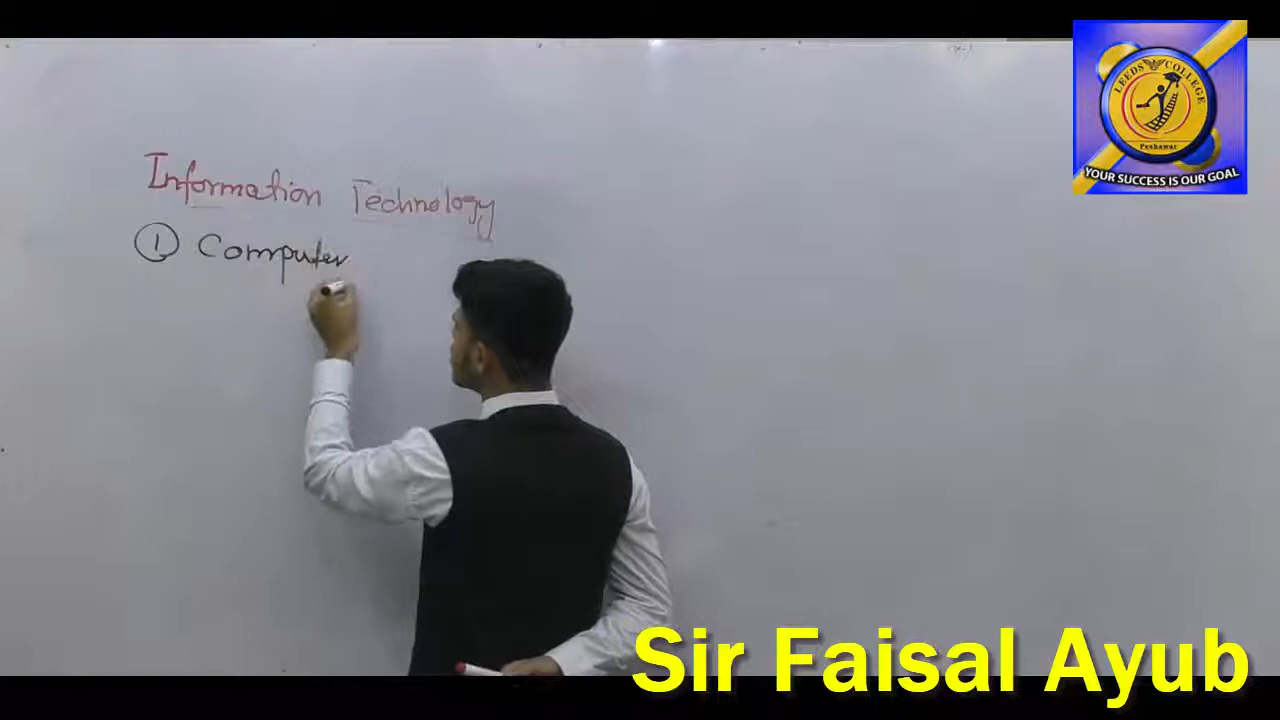 Information Technology
① Computer
LEEDS COLLEGE
Peshawar
YOUR SUCCESS IS OUR GOAL
Sir Faisal Ayub